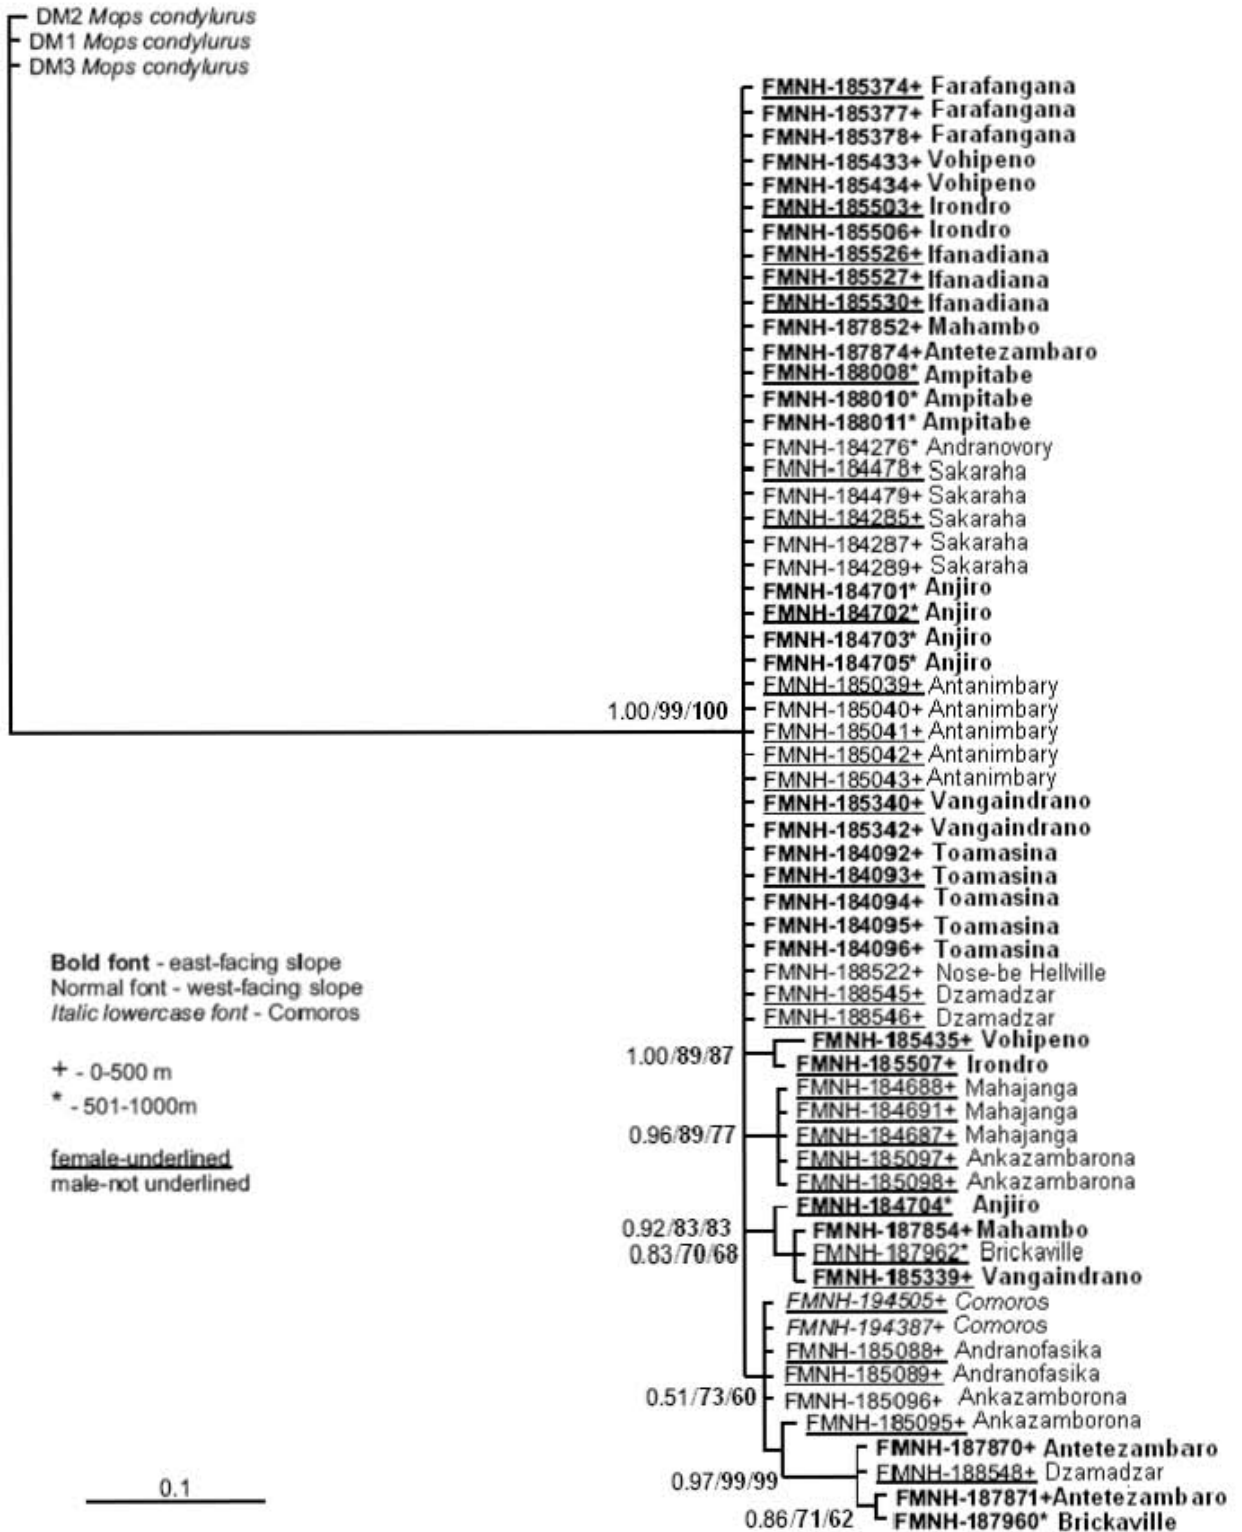 DM2 Mops condylurus
DM1 Mops condylurus
DM3 Mops condylurus
FMNH-185374+ Farafangana
FMNH-185377+ Farafangana
FMNH-185378+ Farafangana
FMNH-185433+ Vohipeno
FMNH-185434+ Vohipeno
FMNH-185503+ Irondro
FMNH-185506+ Irondro
FMNH-185526+ Ifanadiana
FMNH-185527+ Ifanadiana
FMNH-185530+ Ifanadiana
FMNH-187852+ Mahambo
FMNH-187874+Antetezambaro
FMNH-188008* Ampitabe
FMNH-188010* Ampitabe
FMNH-188011* Ampitabe
FMNH-184276* Andranovory
FMNH-184478+ Sakaraha
FMNH-184479+ Sakaraha
FMNH-184285+ Sakaraha
FMNH-184287+ Sakaraha
FMNH-184289+ Sakaraha
FMNH-184701* Anjiro
FMNH-184702* Anjiro
FMNH-184703* Anjiro
FMNH-184705* Anjiro
FMNH-185039+ Antanimbary
1.00/99/100
FMNH-185040+ Antanimbary
FMNH-185041+ Antanimbary
FMNH-185042+ Antanimbary
FMNH-185043+ Antanimbary
FMNH-185340+ Vangaindrano
FMNH-185342+ Vangaindrano
FMNH-184092+ Toamasina
FMNH-184093+ Toamasina
FMNH-184094+ Toamasina
FMNH-184095+ Toamasina
FMNH-184096+ Toamasina
FMNH-188522+ Nose-be Hellville
FMNH-188545+ Dzamadzar
FMNH-188546+ Dzamadzar
FMNH-185435+ Vohipeno
1.00/89/87
FMNH-185507+ Irondro
FMNH-184688+ Mahajanga
FMNH-184691+ Mahajanga
0.96/89/77
FMNH-184687+ Mahajanga
FMNH-185097+ Ankazambarona
FMNH-185098+ Ankazambarona
FMNH-184704* Anjiro
0.92/83/83
FMNH-187854+ Mahambo
0.83/70/68
FMNH-187962* Brickaville
FMNH-185339+ Vangaindrano
FMNH-194505+ Comoros
FMNH-194387+ Comoros
FMNH-185088+ Andranofasika
FMNH-185089+ Andranofasika
0.51/73/60
FMNH-185096+ Ankazamborona
FMNH-185095+ Ankazamborona
FMNH-187870+ Antetezambaro
0.97/99/99
FMNH-188548+ Dzamadzar
FMNH-187871+Antetezambaro
0.86/71/62
FMNH-187960* Brickaville
Bold font - east-facing slope
Normal font - west-facing slope
Italic lowercase font - Comoros
+ - 0-500 m
* - 501-1000m
female-underlined
male-not underlined
0.1